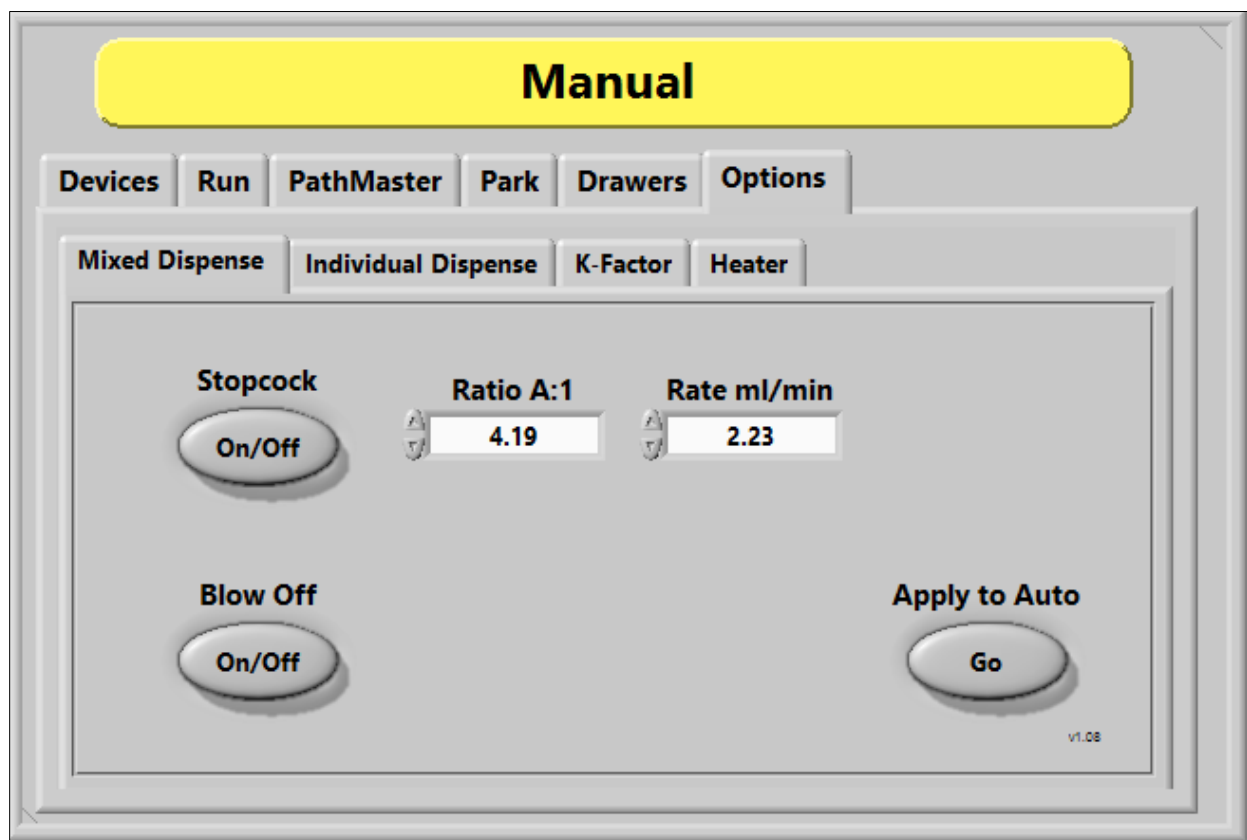 Manual
Devices Run PathMaster Park Drawers Options
Mixed Dispense Individual Dispense K-Factor Heater
Stopcock Ratio A:1 Rate ml/min
On/Off 4.19 2.23
Blow Off Apply to Auto
On/Off Go
v1.08